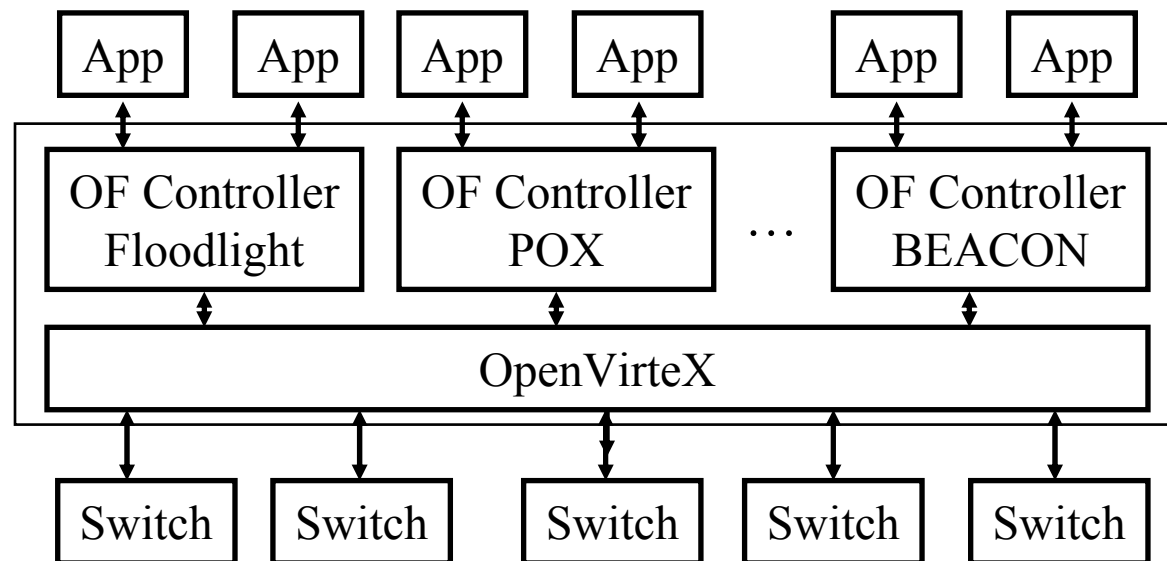 App App App App App App
OF Controller OF Controller OF Controller
Floodlight POX … BEACON
OpenVirteX
Switch Switch Switch Switch Switch